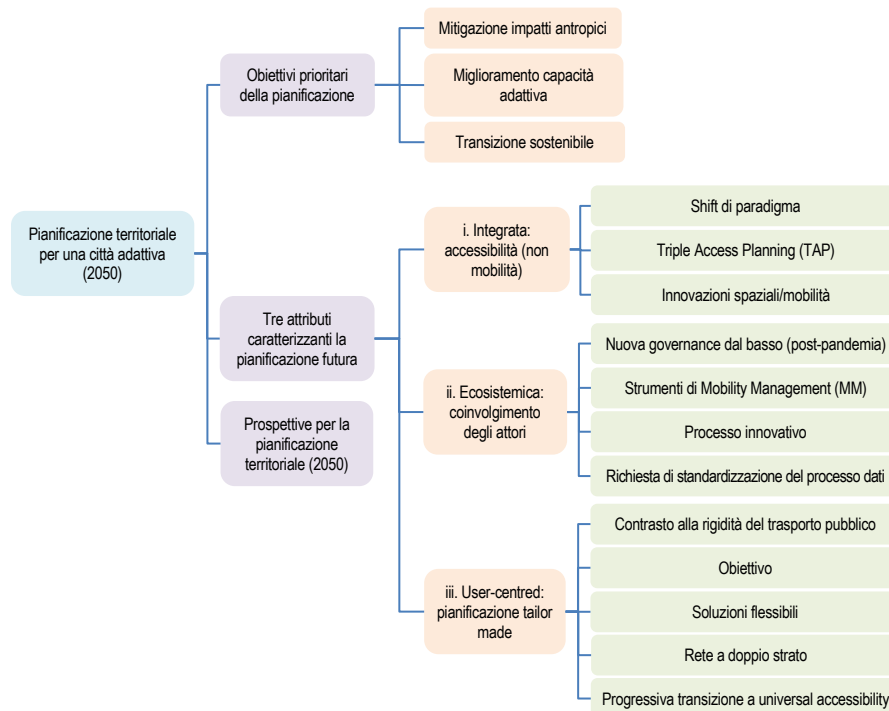 Pianificazione territoriale
per una città adattiva
(2050)
Obiettivi prioritari
della pianificazione
Mitigazione impatti antropici
Miglioramento capacità
adattiva
Transizione sostenibile
Tre attributi
caratterizzanti la
pianificazione futura
i. Integrata:
accessibilità (non
mobilità)
Shift di paradigma
Triple Access Planning (TAP)
Innovazioni spaziali/mobilità
ii. Ecosistemica:
coinvolgimento
degli attori
Nuova governance dal basso (post-pandemia)
Strumenti di Mobility Management (MM)
Processo innovativo
Richiesta di standardizzazione del processo dati
iii. User-centred:
pianificazione tailor
made
Contrasto alla rigidità del trasporto pubblico
Obiettivo
Soluzioni flessibili
Rete a doppio strato
Progressiva transizione a universal accessibility
Prospettive per la
pianificazione
territoriale (2050)